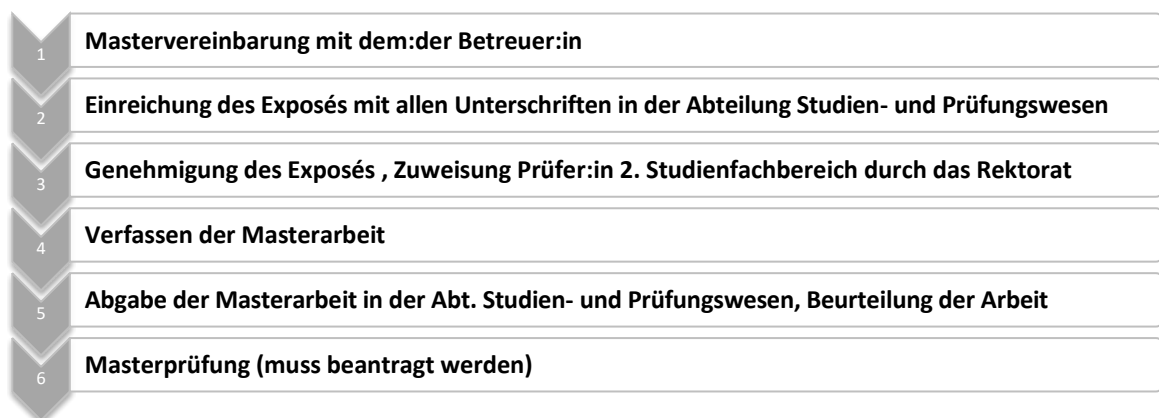 1
Mastervereinbarung mit dem:der Betreuer:in
2
Einreichung des Exposés mit allen Unterschriften in der Abteilung Studien- und Prüfungswesen
3
Genehmigung des Exposés , Zuweisung Prüfer:in 2. Studienfachbereich durch das Rektorat
4
Verfassen der Masterarbeit
5
Abgabe der Masterarbeit in der Abt. Studien- und Prüfungswesen, Beurteilung der Arbeit
6
Masterprüfung (muss beantragt werden)